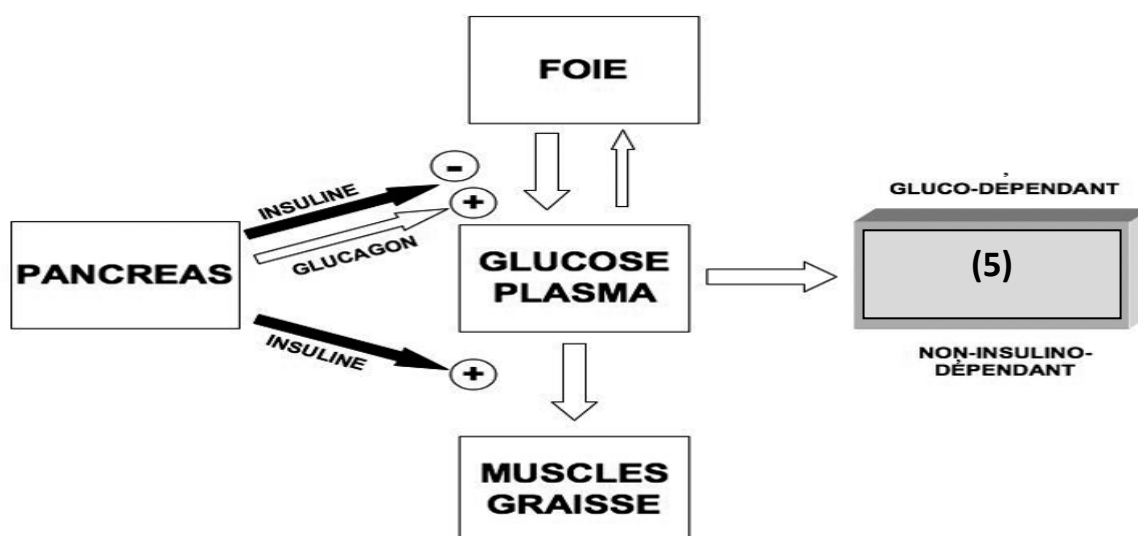 FOIE
-
INSULINE
+
GLUCAGON
PANCREAS
GLUCOSE
PLASMA
INSULINE
+
MUSCLES
GRAISSE
GLUCO-DÉPENDANT
(5)
NON-INSULINO-
DÉPENDANT